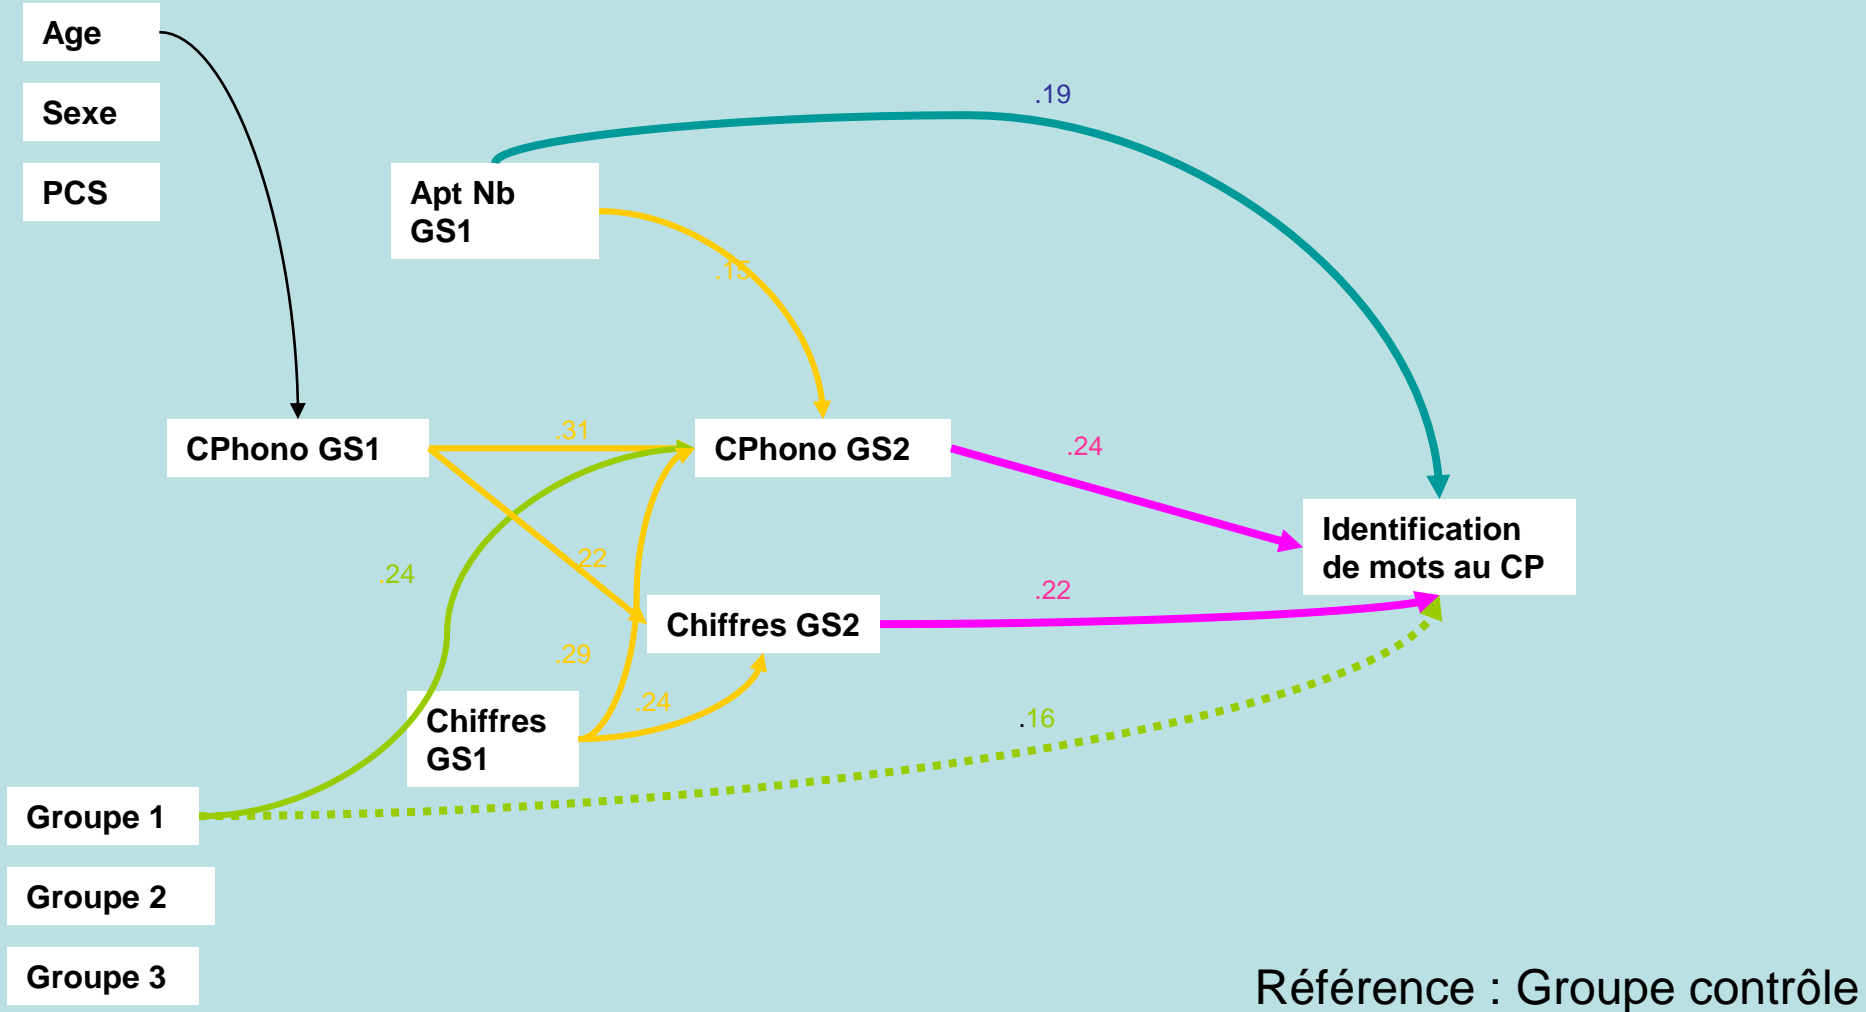 Age
Sexe
PCS
.19
Apt Nb
GS1
.15
CPhono GS1
.31
CPhono GS2
.24
Identification
de mots au CP
.24
.22
.22
Chiffres GS2
.29
.24
Chiffres
GS1
.16
Groupe 1
Groupe 2
Groupe 3
Référence : Groupe contrôle